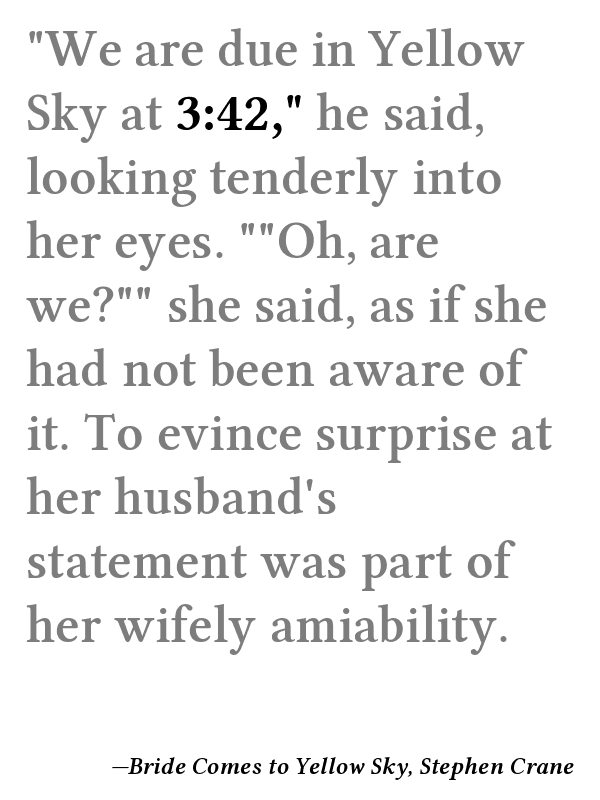 "We are due in Yellow
Sky at 3:42," he said,
looking tenderly into
her eyes. ""Oh, are
we?"" she said, as if she
had not been aware of
it. To evince surprise at
her husband's
statement was part of
her wifely amiability.
—Bride Comes to Yellow Sky, Stephen Crane